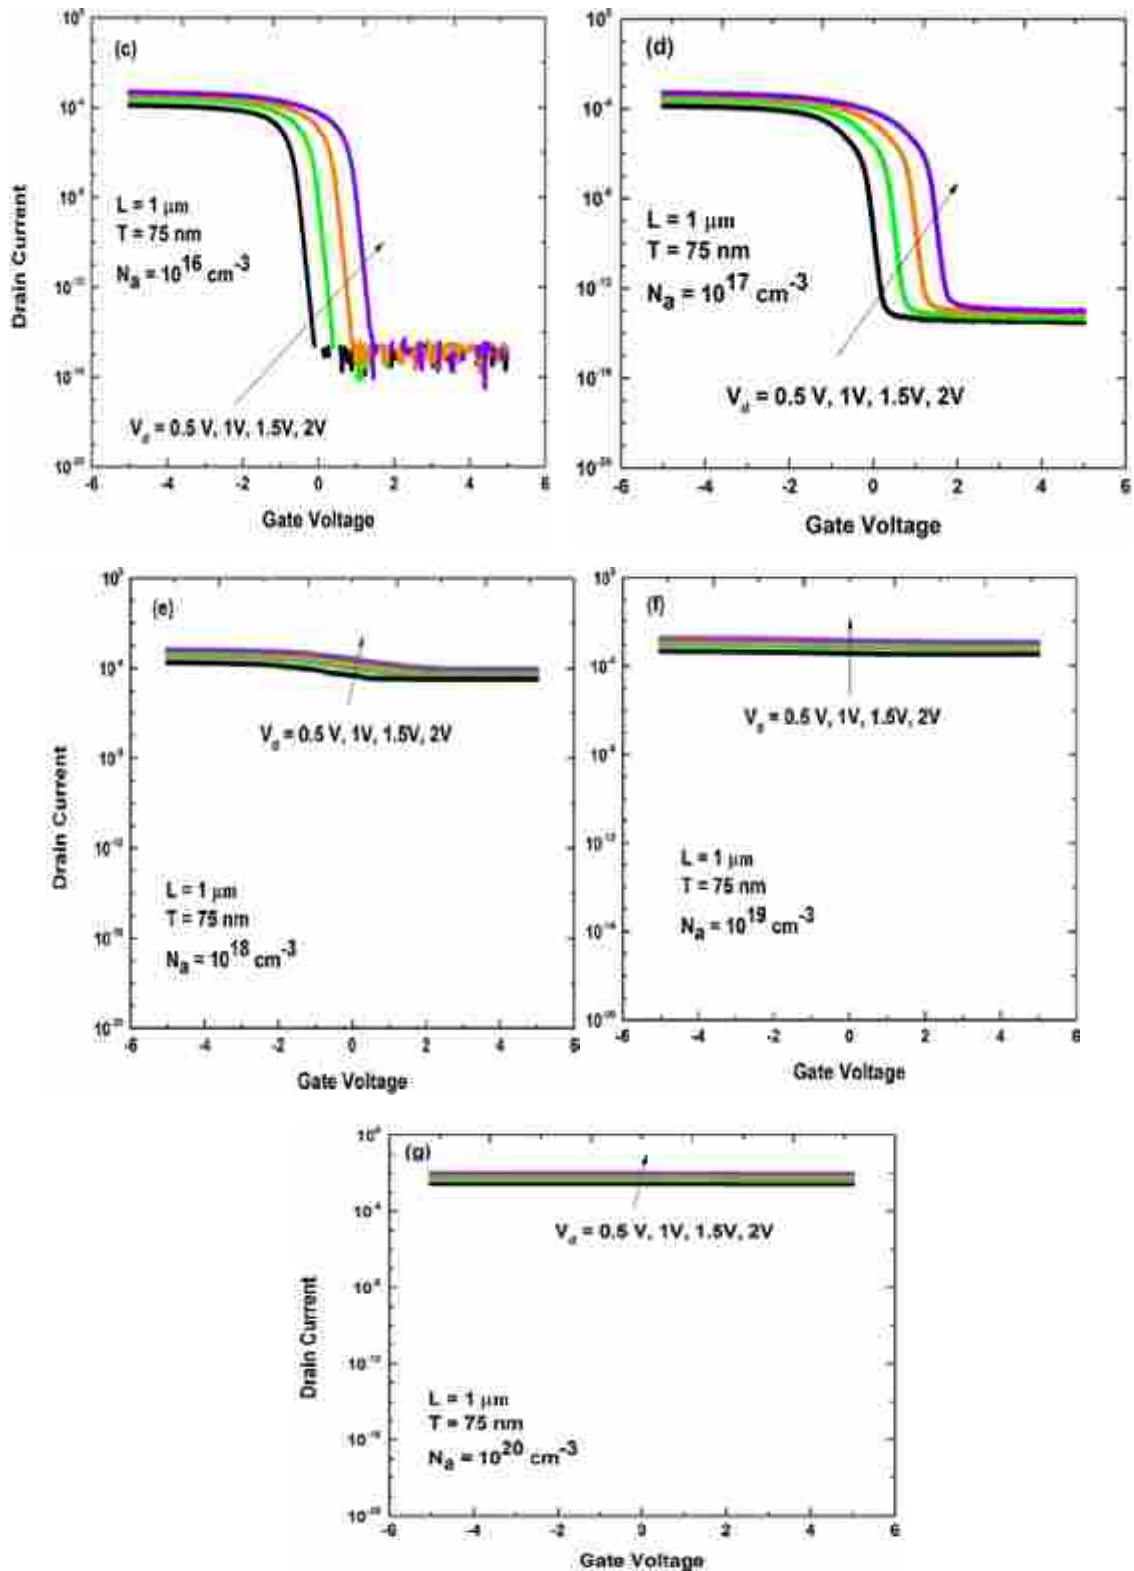 (c)
L = 1 μm
T = 75 nm
Na = 10^16 cm^-3
Vd = 0.5 V, 1V, 1.5V, 2V
-6 -4 -2 0 2 4 6
Gate Voltage
Drain Current
(d)
L = 1 μm
T = 75 nm
Na = 10^17 cm^-3
Vd = 0.5 V, 1V, 1.5V, 2V
-6 -4 -2 0 2 4 6
Gate Voltage
(e)
Vd = 0.5 V, 1V, 1.5V, 2V
L = 1 μm
T = 75 nm
Na = 10^18 cm^-3
-6 -4 -2 0 2 4 6
Gate Voltage
Drain Current
(f)
Vd = 0.5 V, 1V, 1.5V, 2V
L = 1 μm
T = 75 nm
Na = 10^19 cm^-3
-6 -4 -2 0 2 4 6
Gate Voltage
(g)
Vd = 0.5 V, 1V, 1.5V, 2V
L = 1 μm
T = 75 nm
Na = 10^20 cm^-3
-6 -4 -2 0 2 4 6
Gate Voltage
Drain Current